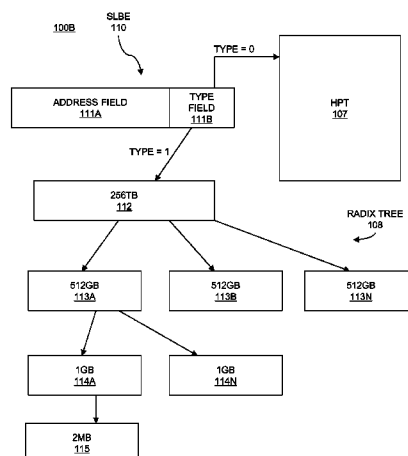 100B
SLBE
110
TYPE = 0
ADDRESS FIELD
111A
TYPE
FIELD
111B
HPT
107
TYPE = 1
256TB
112
RADIX TREE
108
512GB
113A
512GB
113B
512GB
113N
1GB
114A
1GB
114N
2MB
115